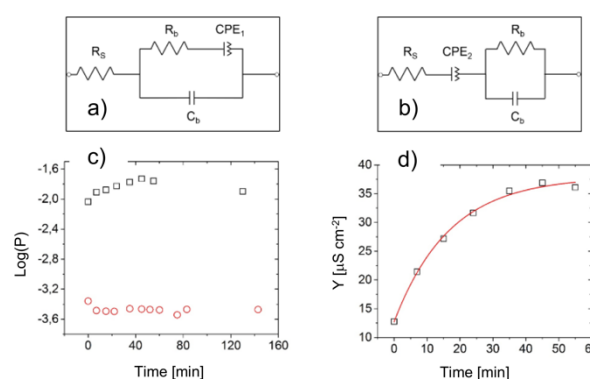 R_S R_b CPE_1
C_b
a)
R_S CPE_2 R_b
C_b
b)
c)
Log(P)
-1,6
-2,0
-2,4
-2,8
-3,2
-3,6
0 40 80 120 160
Time [min]
d)
Y [µS cm^-2]
40
35
30
25
20
15
10
0 10 20 30 40 50 60
Time [min]